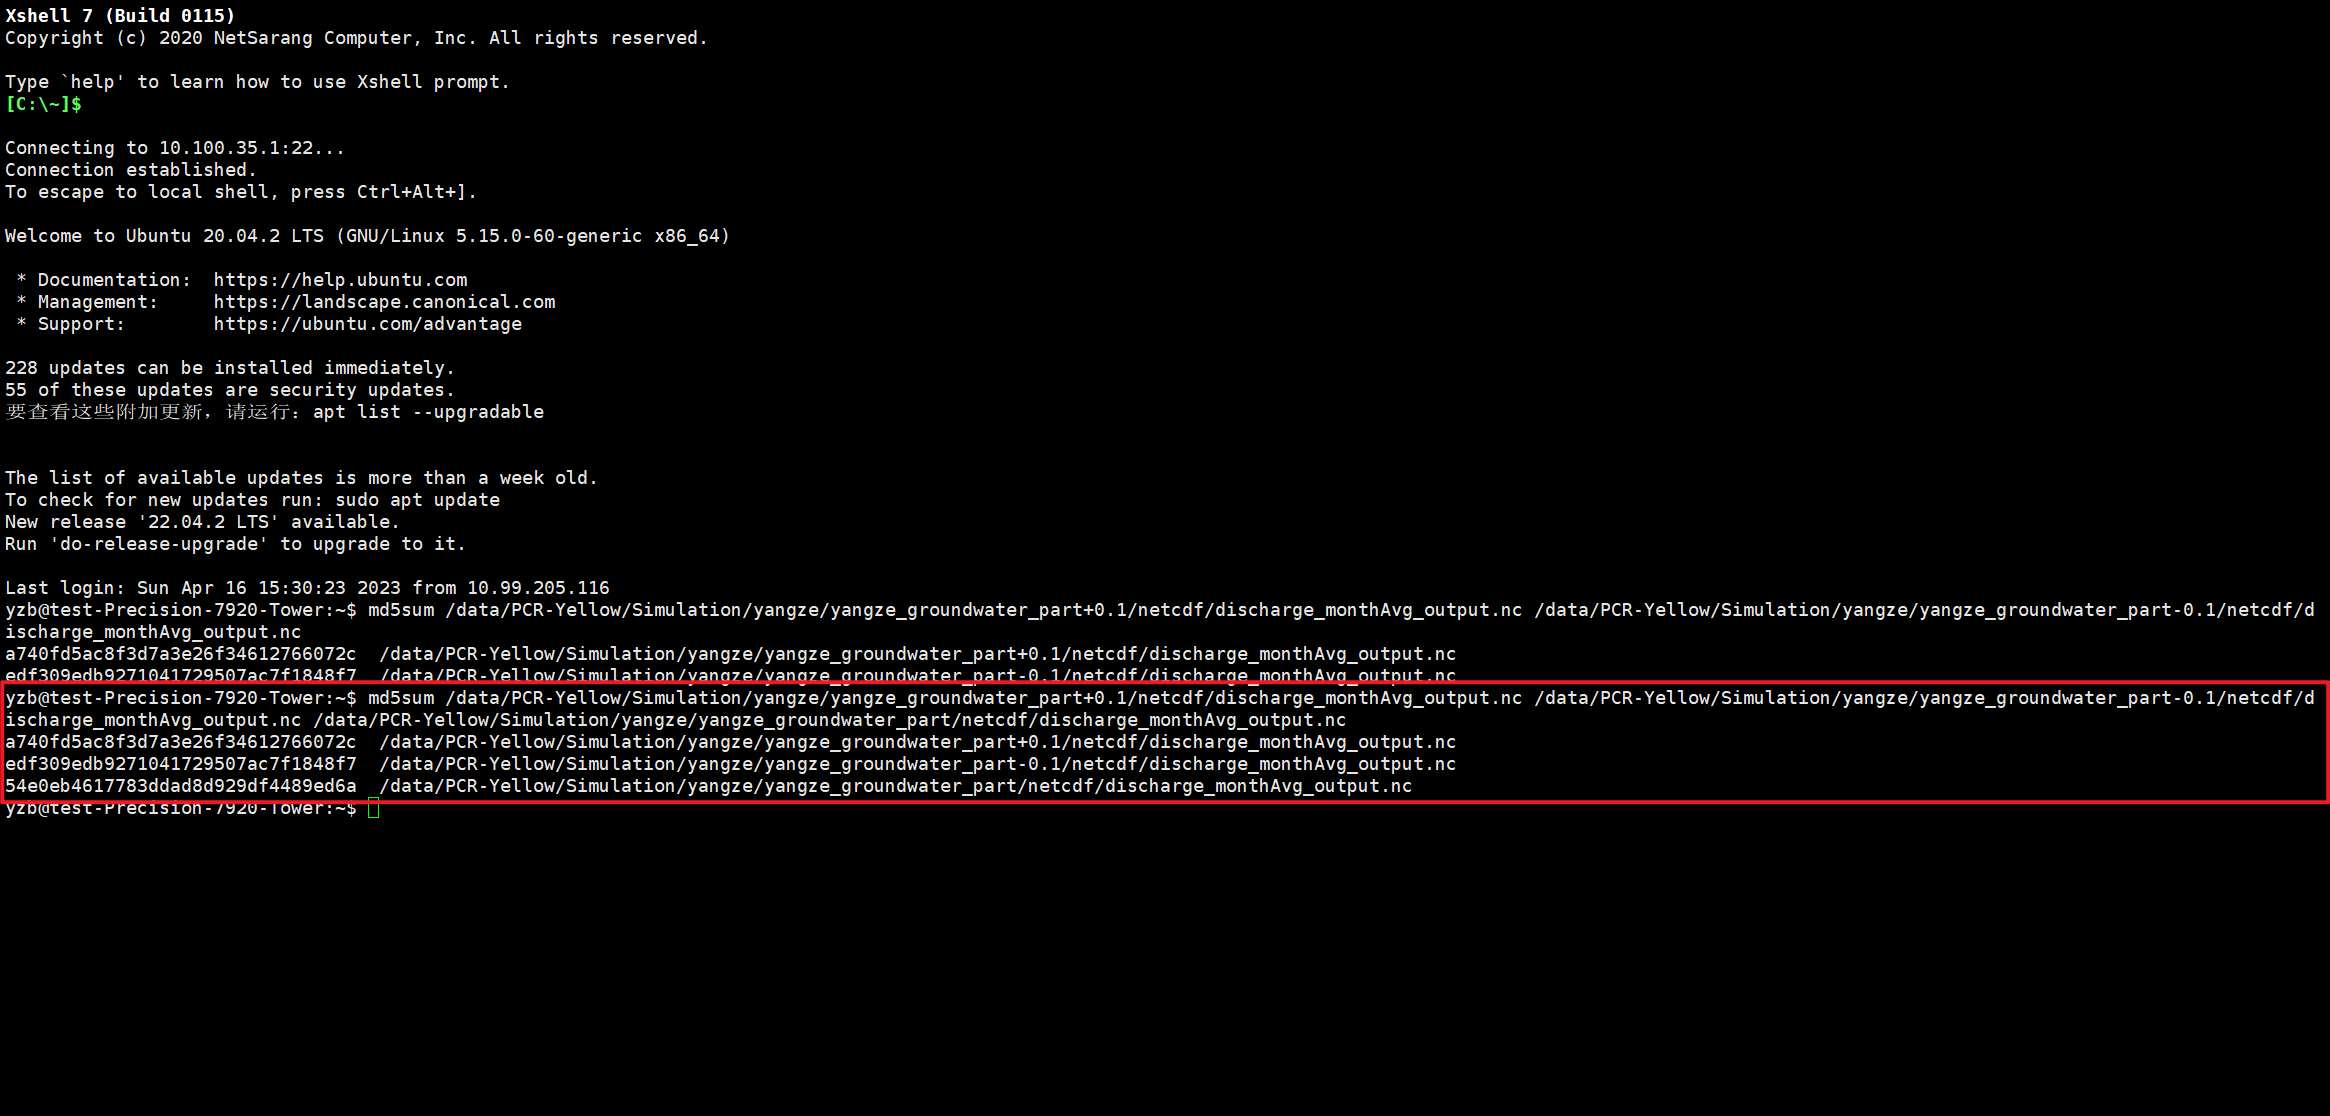 Xshell 7 (Build 0115)
Copyright (c) 2020 NetSarang Computer, Inc. All rights reserved.
Type `help' to learn how to use Xshell prompt.
[C:\~]$
Connecting to 10.100.35.1:22...
Connection established.
To escape to local shell, press Ctrl+Alt+].
Welcome to Ubuntu 20.04.2 LTS (GNU/Linux 5.15.0-60-generic x86_64)
* Documentation:  https://help.ubuntu.com
* Management:     https://landscape.canonical.com
* Support:        https://ubuntu.com/advantage
228 updates can be installed immediately.
55 of these updates are security updates.
要查看这些附加更新，请运行：apt list --upgradable
The list of available updates is more than a week old.
To check for new updates run: sudo apt update
New release '22.04.2 LTS' available.
Run 'do-release-upgrade' to upgrade to it.
Last login: Sun Apr 16 15:30:23 2023 from 10.99.205.116
yzb@test-Precision-7920-Tower:~$ md5sum /data/PCR-Yellow/Simulation/yangze/yangze_groundwater_part+0.1/netcdf/discharge_monthAvg_output.nc /data/PCR-Yellow/Simulation/yangze/yangze_groundwater_part-0.1/netcdf/d
ischarge_monthAvg_output.nc
a740fd5ac8f3d7a3e26f34612766072c  /data/PCR-Yellow/Simulation/yangze/yangze_groundwater_part+0.1/netcdf/discharge_monthAvg_output.nc
edf309edb9271041729507ac7f1848f7  /data/PCR-Yellow/Simulation/yangze/yangze_groundwater_part-0.1/netcdf/discharge_monthAvg_output.nc
yzb@test-Precision-7920-Tower:~$ md5sum /data/PCR-Yellow/Simulation/yangze/yangze_groundwater_part+0.1/netcdf/discharge_monthAvg_output.nc /data/PCR-Yellow/Simulation/yangze/yangze_groundwater_part-0.1/netcdf/d
ischarge_monthAvg_output.nc /data/PCR-Yellow/Simulation/yangze/yangze_groundwater_part/netcdf/discharge_monthAvg_output.nc
a740fd5ac8f3d7a3e26f34612766072c  /data/PCR-Yellow/Simulation/yangze/yangze_groundwater_part+0.1/netcdf/discharge_monthAvg_output.nc
edf309edb9271041729507ac7f1848f7  /data/PCR-Yellow/Simulation/yangze/yangze_groundwater_part-0.1/netcdf/discharge_monthAvg_output.nc
54e0eb4617783ddad8d929df4489ed6a  /data/PCR-Yellow/Simulation/yangze/yangze_groundwater_part/netcdf/discharge_monthAvg_output.nc
yzb@test-Precision-7920-Tower:~$